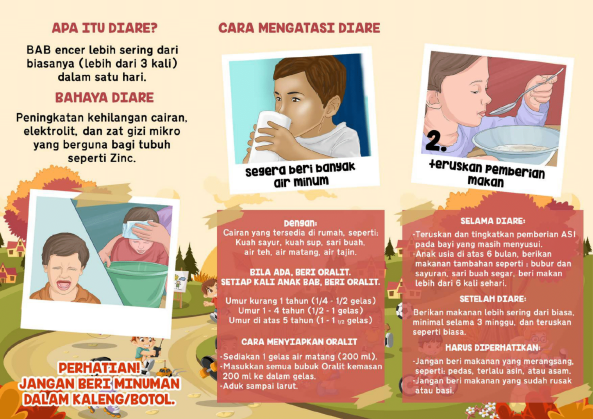 APA ITU DIARE?
BAB encer lebih sering dari
biasanya (lebih dari 3 kali)
dalam satu hari.
BAHAYA DIARE
Peningkatan kehilangan cairan,
elektrolit, dan zat gizi mikro
yang berguna bagi tubuh
seperti Zinc.
PERHATIAN!
JANGAN BERI MINUMAN
DALAM KALENG/BOTOL.
CARA MENGATASI DIARE
segera beri banyak
air minum
Dengan:
Cairan yang tersedia di rumah, seperti:
Kuah sayur, kuah sup, sari buah,
air teh, air matang, air tajin.
BILA ADA, BERI ORALIT.
SETIAP KALI ANAK BAB, BERI ORALIT.
Umur kurang 1 tahun (1/4 - 1/2 gelas)
Umur 1 - 4 tahun (1/2 - 1 gelas)
Umur di atas 5 tahun (1 - 1 1/2 gelas)
CARA MENYIAPKAN ORALIT
-Sediakan 1 gelas air matang (200 ml).
-Masukkan semua bubuk Oralit kemasan
200 ml ke dalam gelas.
-Aduk sampai larut.
2.
teruskan pemberian
makan
SELAMA DIARE:
-Teruskan dan tingkatkan pemberian ASI
pada bayi yang masih menyusui.
-Anak usia di atas 6 bulan, berikan
makanan tambahan seperti : bubur dan
sayuran, sari buah segar, beri makan
lebih dari 6 kali sehari.
SETELAH DIARE:
Berikan makanan lebih sering dari biasa,
minimal selama 3 minggu, dan teruskan
seperti biasa.
HARUS DIPERHATIKAN:
-Jangan beri makanan yang merangsang,
seperti: pedas, terlalu asin, atau asam.
-Jangan beri makanan yang sudah rusak
atau basi.